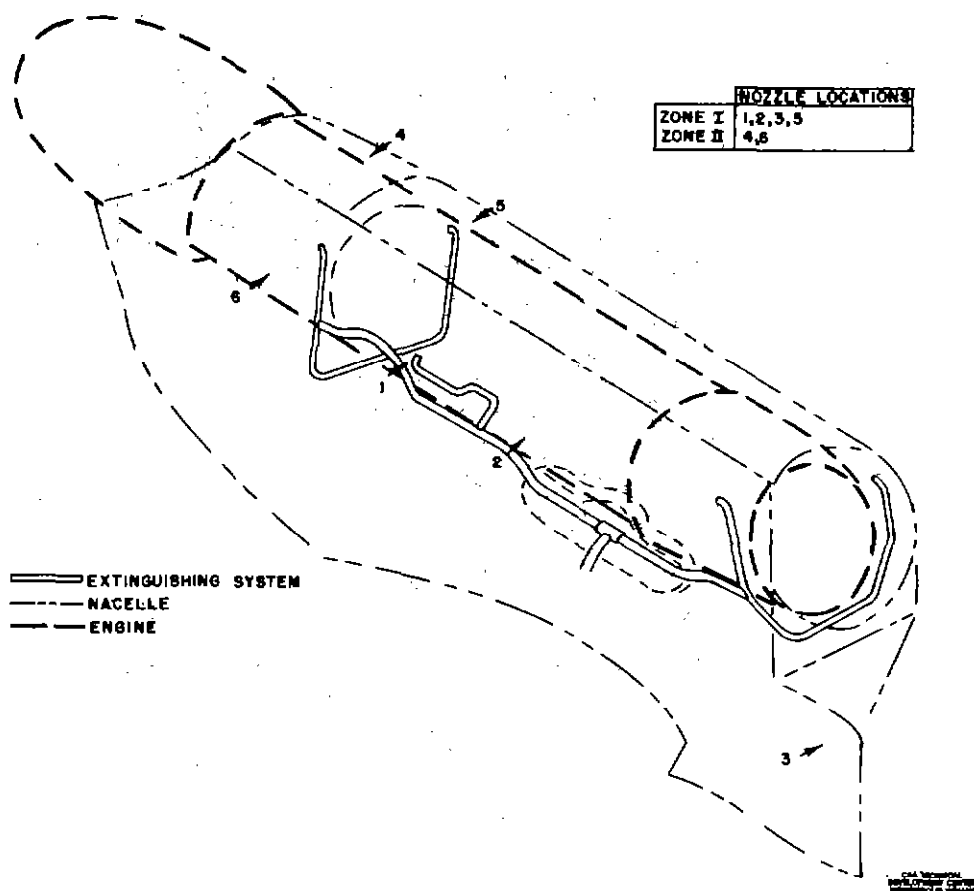 NOZZLE LOCATIONS
ZONE I 1,2,3,5
ZONE II 4,6
4
5
6
1
2
EXTINGUISHING SYSTEM
NACELLE
ENGINE
3